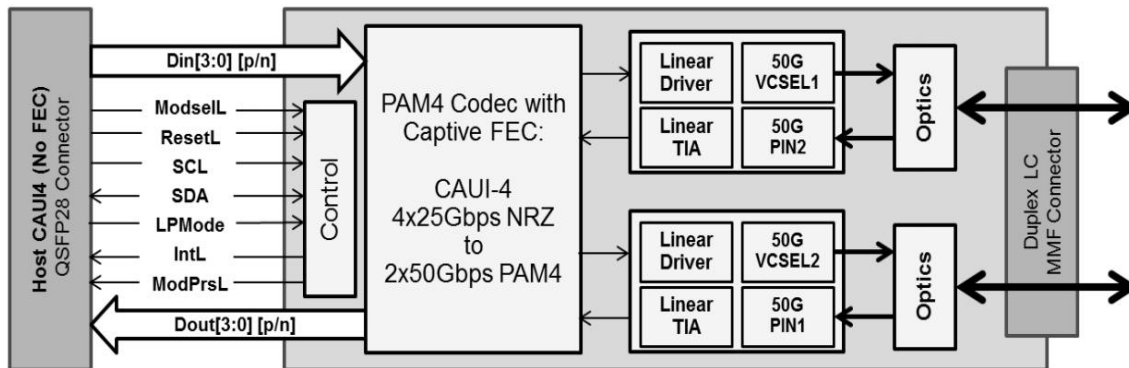 Host CAUI4 (No FEC)
QSFP28 Connector
Din[3:0] [p/n]
ModselL
ResetL
SCL
SDA
LPMode
IntL
ModPrsL
Dout[3:0] [p/n]
Control
PAM4 Codec with
Captive FEC:
CAUI-4
4x25Gbps NRZ
to
2x50Gbps PAM4
Linear
Driver
50G
VCSEL1
Linear
TIA
50G
PIN2
Optics
Linear
Driver
50G
VCSEL2
Linear
TIA
50G
PIN1
Optics
Duplex LC
MMF Connector